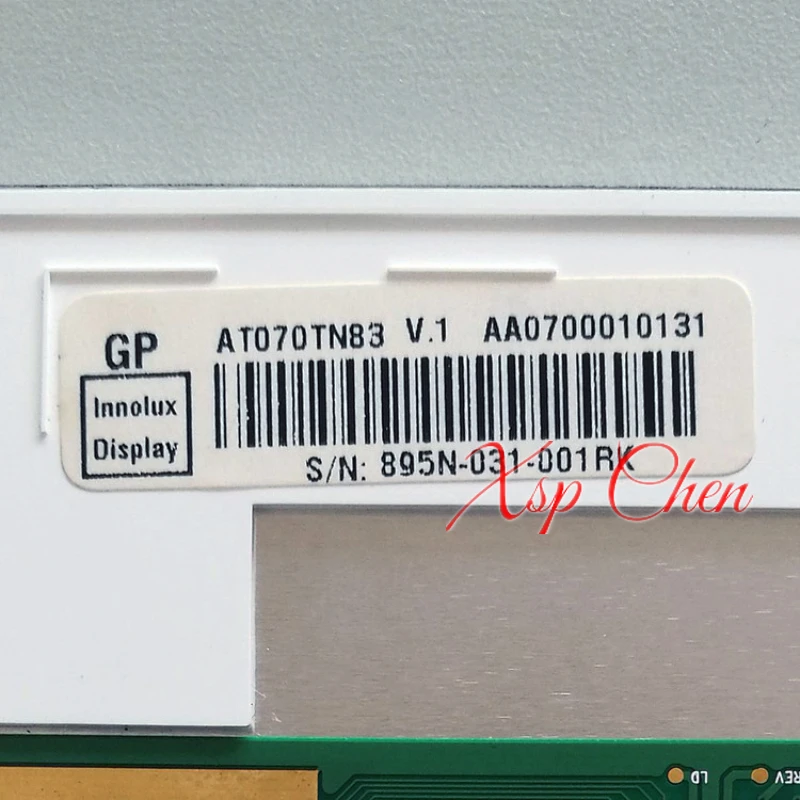 GP
AT070TN83 V.1 AA0700010131
Innolux
Display
S/N: 895N-031-001RK
Xsp Chen
LD
REV